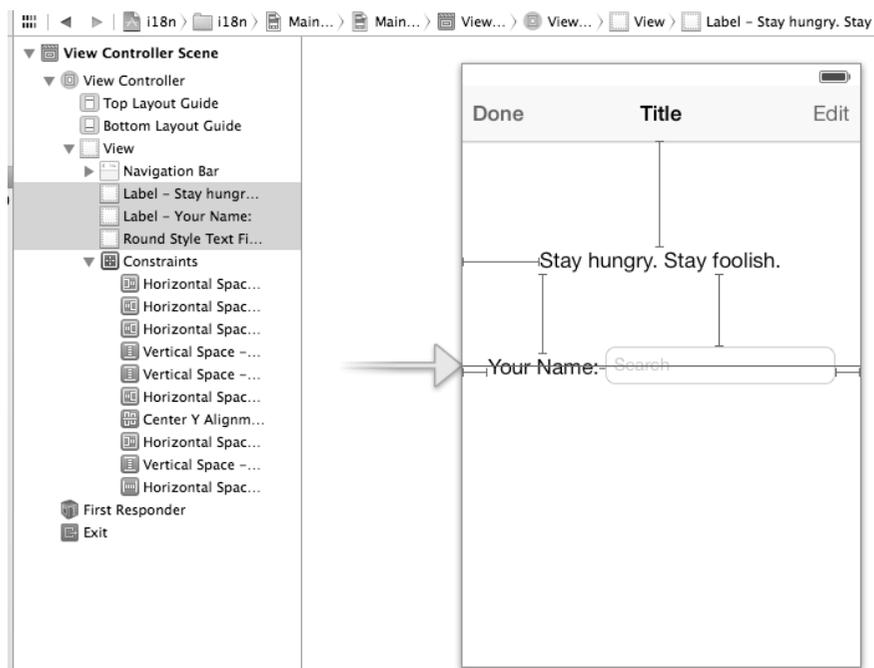 i18n i18n Main... Main... View... View... View Label – Stay hungry. Stay
View Controller Scene
View Controller
Top Layout Guide
Bottom Layout Guide
View
Navigation Bar
Label – Stay hungr...
Label – Your Name:
Round Style Text Fi...
Constraints
Horizontal Spac...
Horizontal Spac...
Horizontal Spac...
Vertical Space –...
Vertical Space –...
Horizontal Spac...
Center Y Alignm...
Horizontal Spac...
Vertical Space –...
Horizontal Spac...
First Responder
Exit
Done Title Edit
Stay hungry. Stay foolish.
Your Name: Search